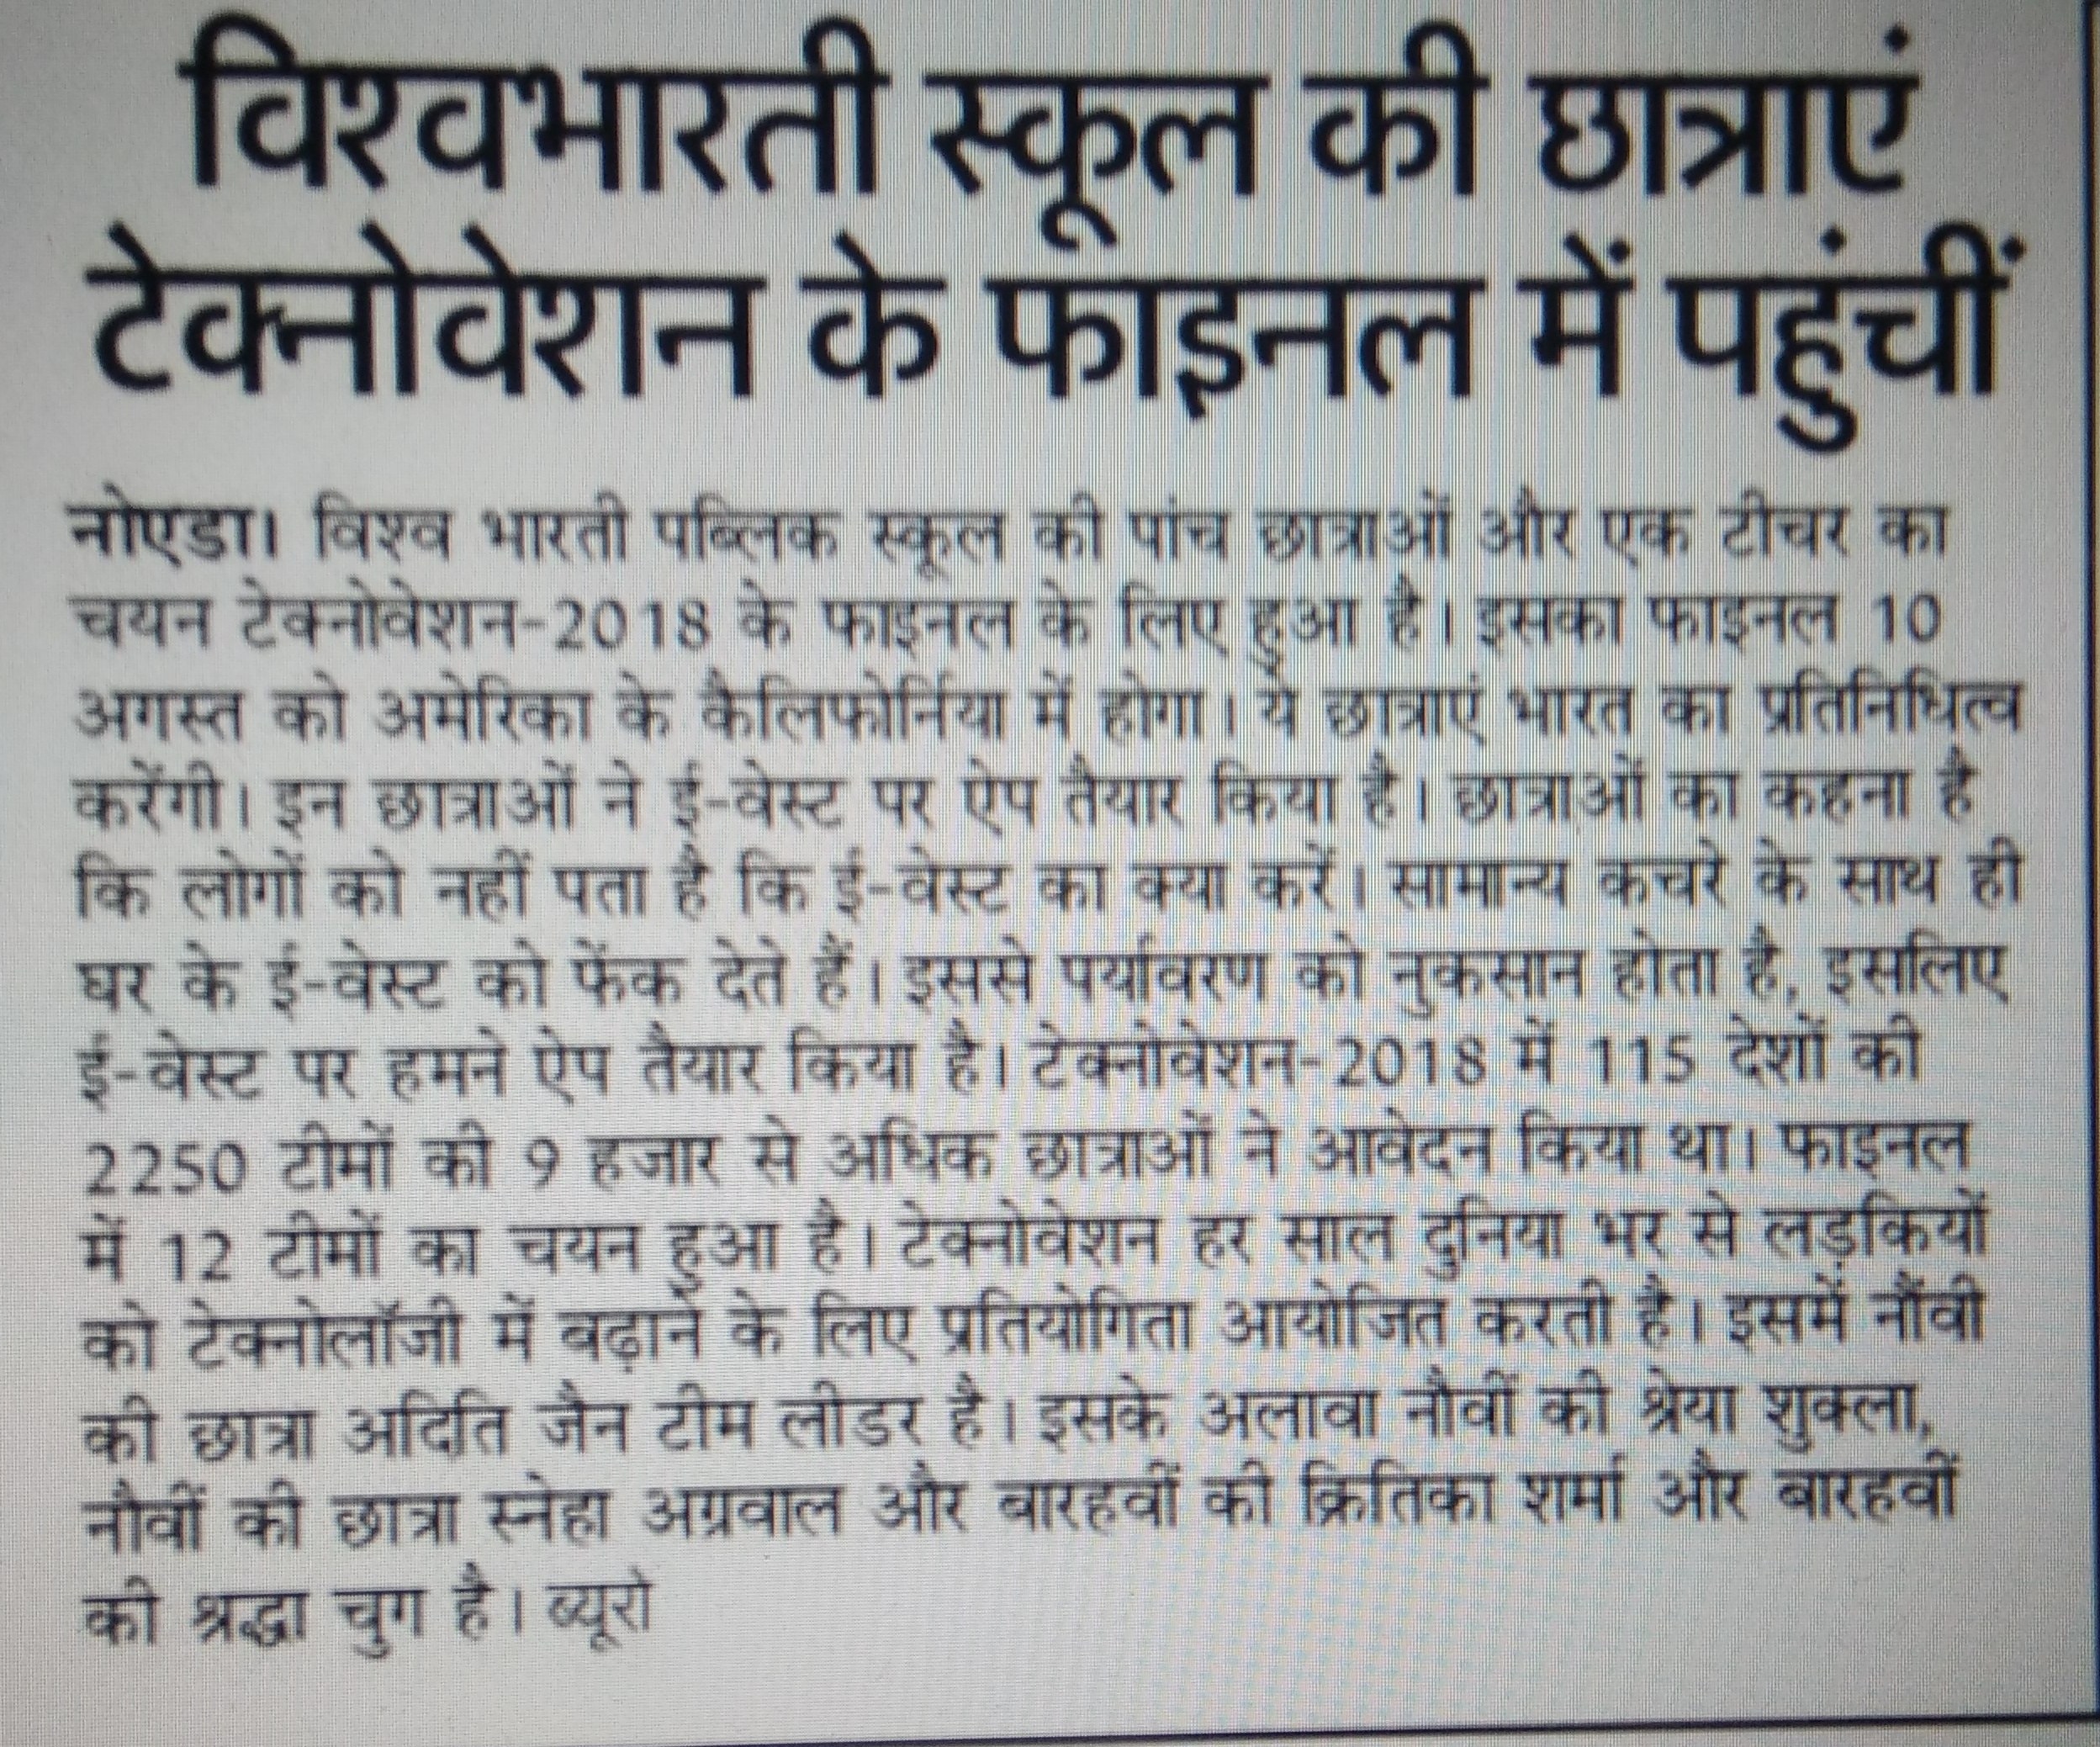 विश्वभारती स्कूल की छात्राएं
टेक्नोवेशन के फाइनल में पहुंचीं
नोएडा। विश्व भारती पब्लिक स्कूल की पांच छात्राओं और एक टीचर का
चयन टेक्नोवेशन-2018 के फाइनल के लिए हुआ है। इसका फाइनल 10
अगस्त को अमेरिका के कैलिफोर्निया में होगा। ये छात्राएं भारत का प्रतिनिधित्व
करेंगी। इन छात्राओं ने ई-वेस्ट पर ऐप तैयार किया है। छात्राओं का कहना है
कि लोगों को नहीं पता है कि ई-वेस्ट का क्या करें। सामान्य कचरे के साथ ही
घर के ई-वेस्ट को फेंक देते हैं। इससे पर्यावरण को नुकसान होता है, इसलिए
ई-वेस्ट पर हमने ऐप तैयार किया है। टेक्नोवेशन-2018 में 115 देशों की
2250 टीमों की 9 हजार से अधिक छात्राओं ने आवेदन किया था। फाइनल
में 12 टीमों का चयन हुआ है। टेक्नोवेशन हर साल दुनिया भर से लड़कियों
को टेक्नोलॉजी में बढ़ाने के लिए प्रतियोगिता आयोजित करती है। इसमें नौंवी
की छात्रा अदिति जैन टीम लीडर है। इसके अलावा नौवीं की श्रेया शुक्ला,
नौवीं की छात्रा स्नेहा अग्रवाल और बारहवीं की क्रितिका शर्मा और बारहवीं
की श्रद्धा चुग है। ब्यूरो